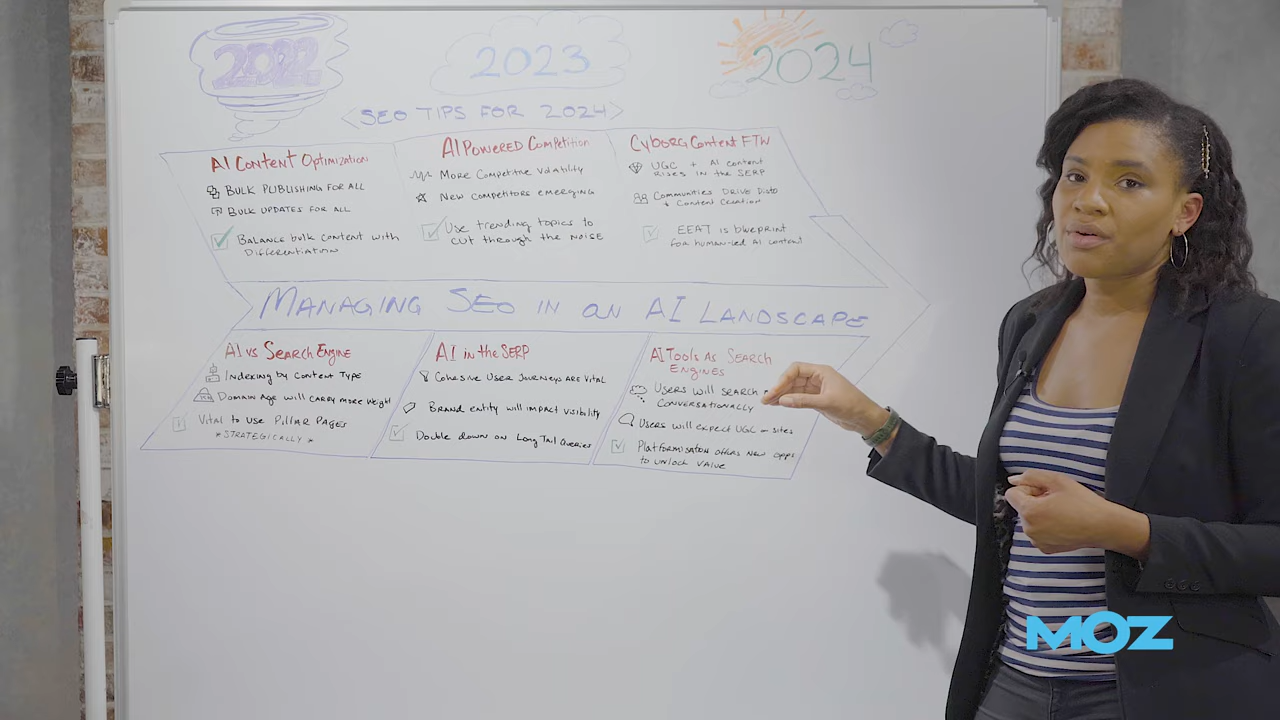 2022
2023
2024
<SEO TIPS FOR 2024>
AI CONTENT OPTIMIZATION
BULK PUBLISHING FOR ALL
BULK UPDATES FOR ALL
BALANCE BULK CONTENT WITH
DIFFERENTIATION
AI POWERED COMPETITION
MORE COMPETITIVE VOLATILITY
NEW COMPETITORS EMERGING
USE TRENDING TOPICS TO
CUT THROUGH THE NOISE
CYBORG CONTENT FTW
UGC + AI CONTENT
RISES IN THE SERP
COMMUNITIES DRIVE DISTO
+ CONTENT CREATION
EEAT IS BLUEPRINT
FOR HUMAN-LED AI CONTENT
MANAGING SEO IN AN AI LANDSCAPE
AI VS SEARCH ENGINE
INDEXING BY CONTENT TYPE
DOMAIN AGE WILL CARRY MORE WEIGHT
VITAL TO USE PILLAR PAGES
* STRATEGICALLY *
AI IN THE SERP
COHESIVE USER JOURNEYS ARE VITAL
BRAND ENTITY WILL IMPACT VISIBILITY
DOUBLE DOWN ON LONG TAIL QUERIES
AI TOOLS AS SEARCH
ENGINES
USERS WILL SEARCH
CONVERSATIONALLY
USERS WILL EXPECT UGC on SITES
PLATFORMISATION OFFERS NEW OPPS
TO UNLOCK VALUE
MOZ